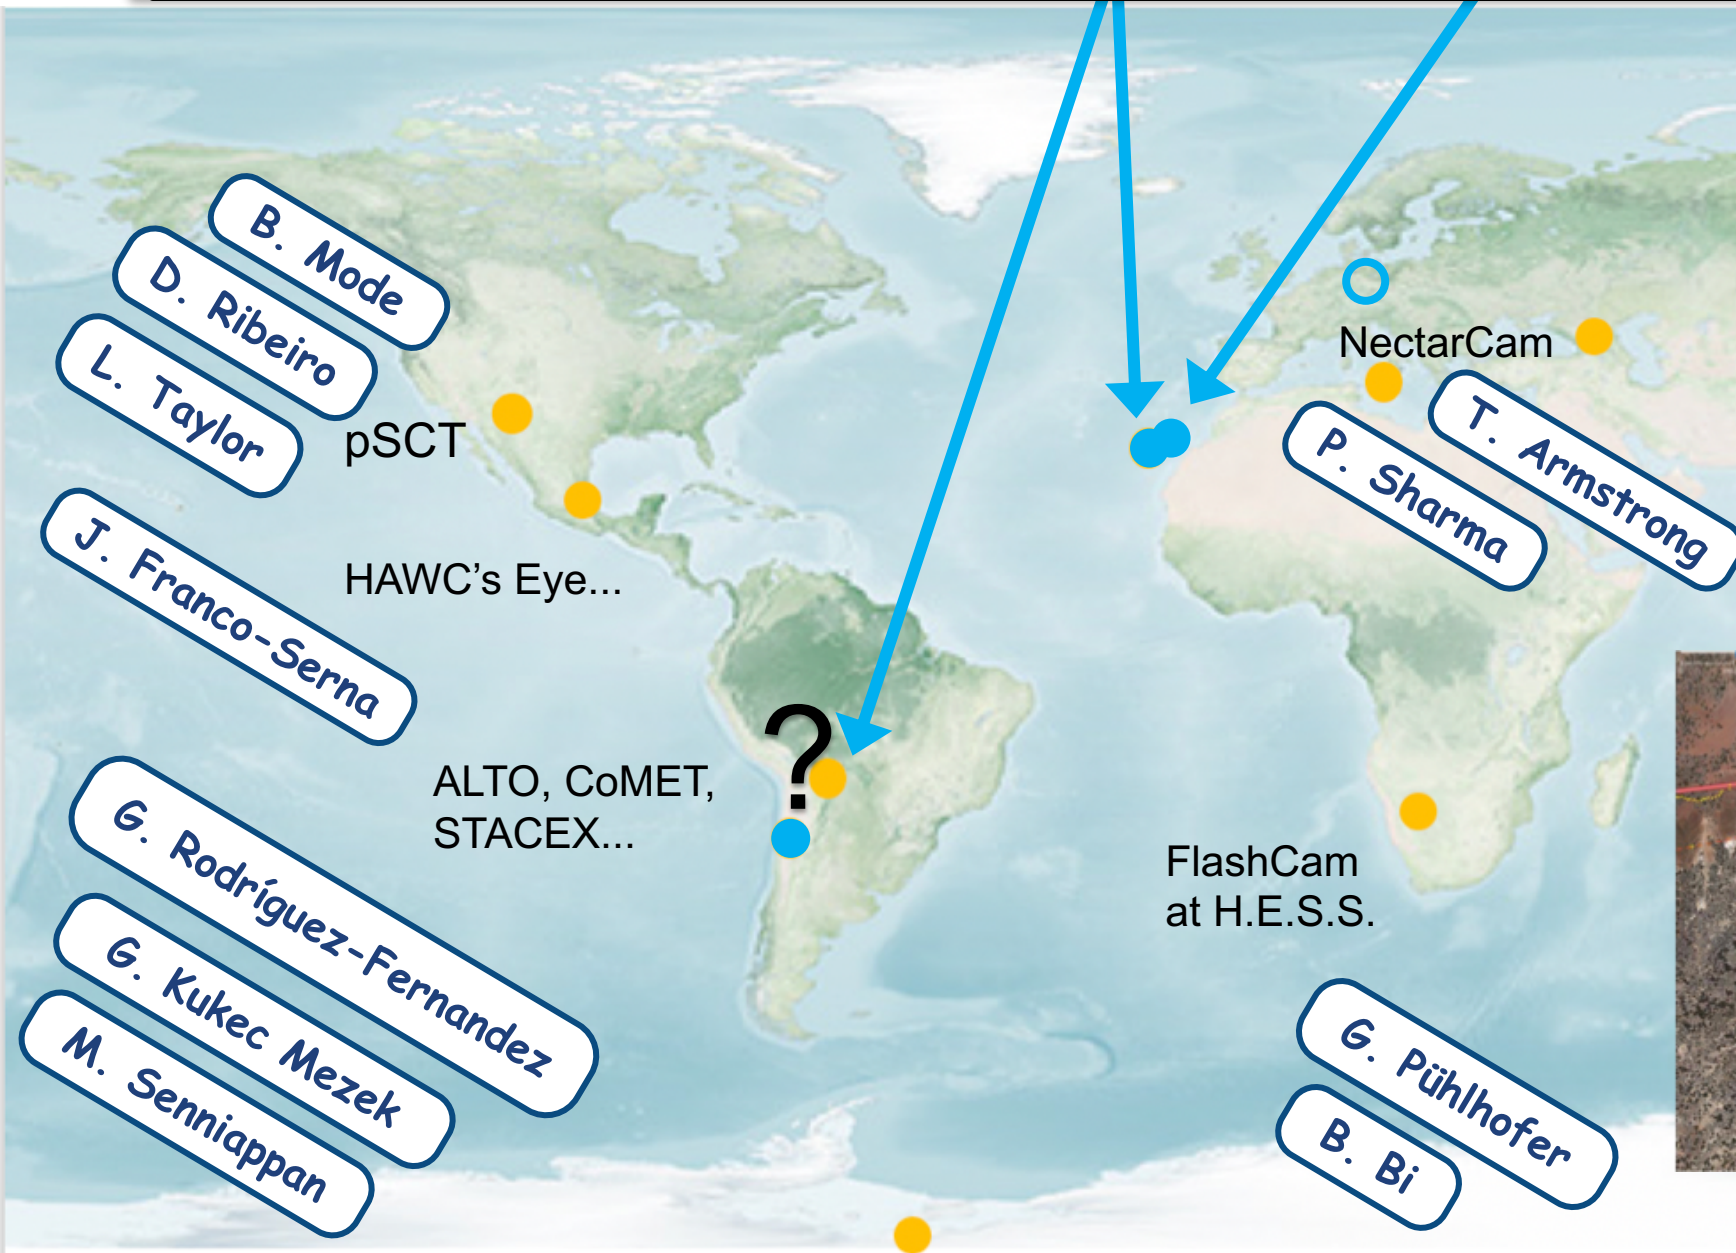 B. Mode
D. Ribeiro
L. Taylor
pSCT
NectarCam
T. Armstrong
P. Sharma
J. Franco-Serna
HAWC's Eye...
?
ALTO, CoMET,
STACEX...
G. Rodríguez-Fernandez
G. Kukec Mezek
M. Senniappan
FlashCam
at H.E.S.S.
G. Pühlhofer
B. Bi